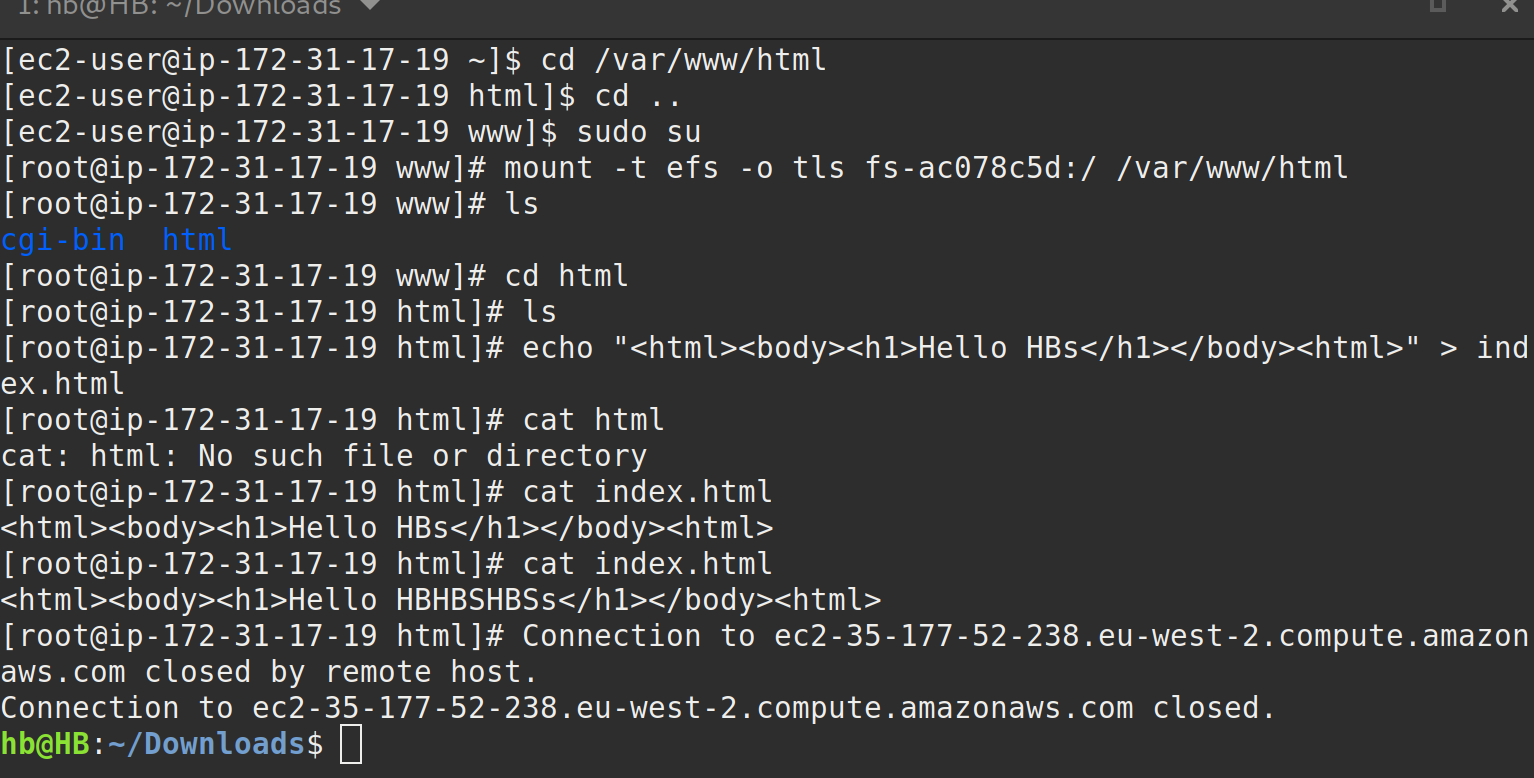 1: hb@HB: ~/Downloads
[ec2-user@ip-172-31-17-19 ~]$ cd /var/www/html
[ec2-user@ip-172-31-17-19 html]$ cd ..
[ec2-user@ip-172-31-17-19 www]$ sudo su
[root@ip-172-31-17-19 www]# mount -t efs -o tls fs-ac078c5d:/ /var/www/html
[root@ip-172-31-17-19 www]# ls
cgi-bin  html
[root@ip-172-31-17-19 www]# cd html
[root@ip-172-31-17-19 html]# ls
[root@ip-172-31-17-19 html]# echo "<html><body><h1>Hello HBs</h1></body><html>" > ind
ex.html
[root@ip-172-31-17-19 html]# cat html
cat: html: No such file or directory
[root@ip-172-31-17-19 html]# cat index.html
<html><body><h1>Hello HBs</h1></body><html>
[root@ip-172-31-17-19 html]# cat index.html
<html><body><h1>Hello HBHBSHBSs</h1></body><html>
[root@ip-172-31-17-19 html]# Connection to ec2-35-177-52-238.eu-west-2.compute.amazon
aws.com closed by remote host.
Connection to ec2-35-177-52-238.eu-west-2.compute.amazonaws.com closed.
hb@HB:~/Downloads$